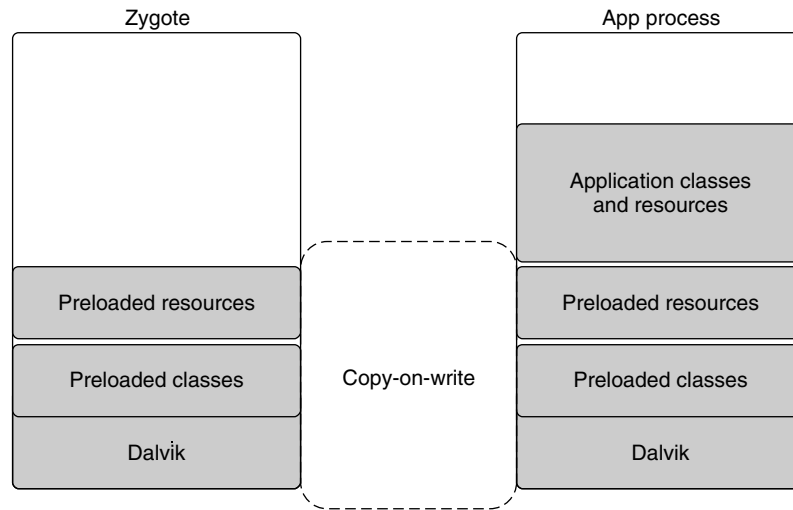 Zygote
App process
Application classes
and resources
Preloaded resources
Preloaded resources
Preloaded classes
Copy-on-write
Preloaded classes
Dalvik
Dalvik